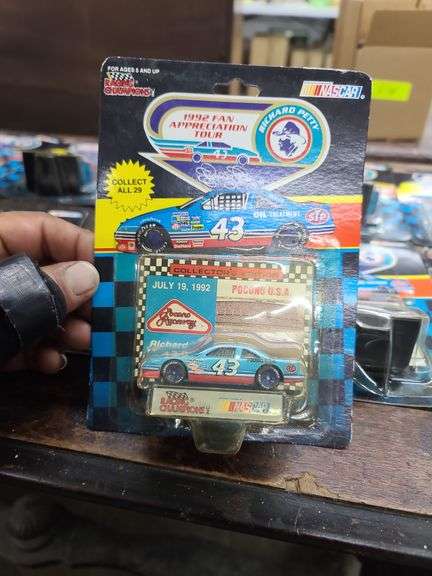 FOR AGES 5 AND UP
RACING CHAMPIONS
NASCAR
1992 FAN
APPRECIATION
TOUR
RICHARD PETTY
COLLECT
ALL 29
43
OIL TREATMENT
STP
COLLECTOR
JULY 19, 1992
POCONO U.S.A.
Pocono
Raceway
Richard
43
RACING CHAMPIONS
NASCAR